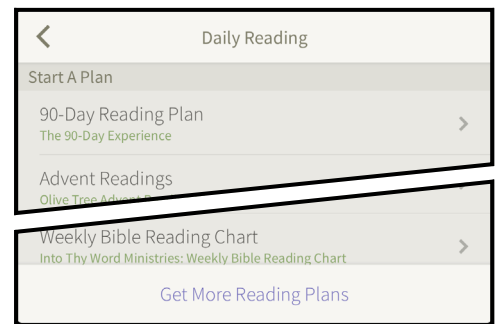 Daily Reading
Start A Plan
90-Day Reading Plan
The 90-Day Experience
Advent Readings
Olive Tree Advent
Weekly Bible Reading Chart
Into Thy Word Ministries: Weekly Bible Reading Chart
Get More Reading Plans